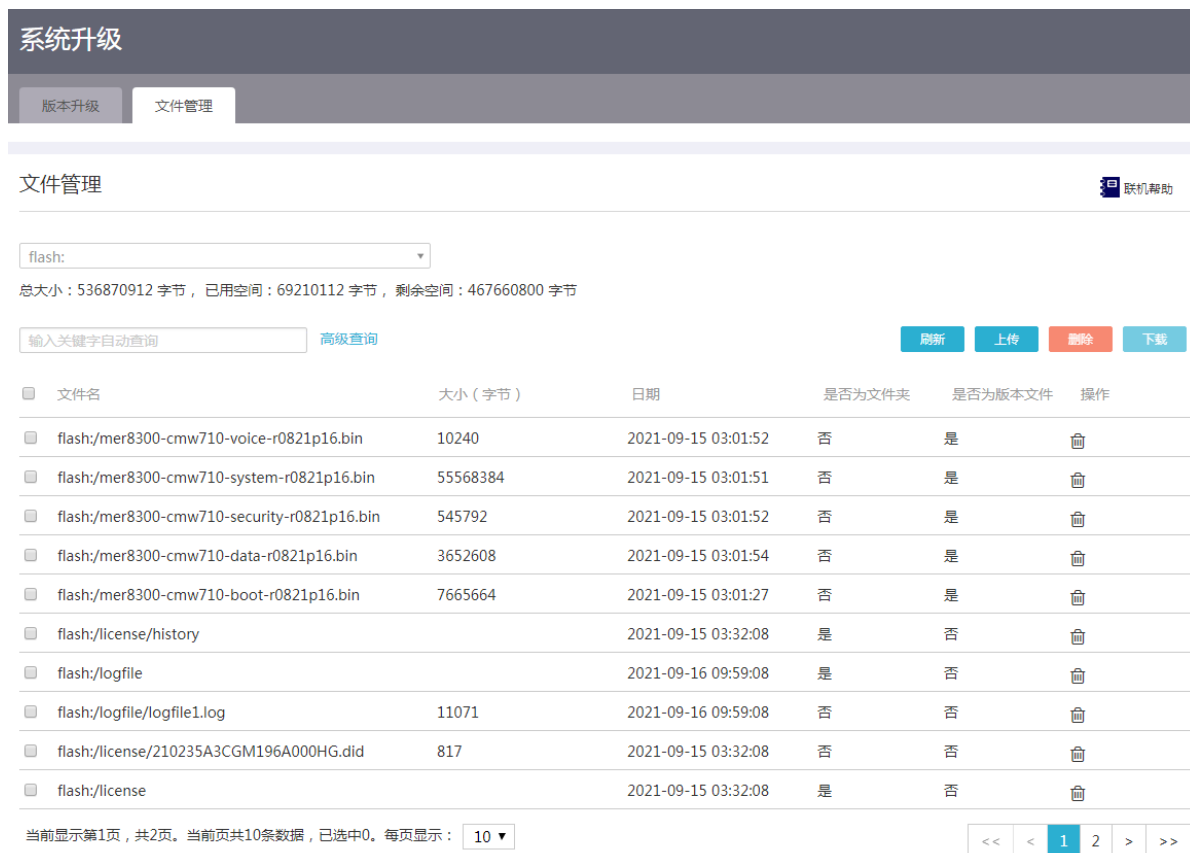 系统升级
版本升级 文件管理
文件管理 联机帮助
flash:
总大小：536870912 字节， 已用空间：69210112 字节， 剩余空间：467660800 字节
输入关键字自动查询 高级查询 刷新 上传 删除 下载
文件名 大小（字节） 日期 是否为文件夹 是否为版本文件 操作
flash:/mer8300-cmw710-voice-r0821p16.bin 10240 2021-09-15 03:01:52 否 是
flash:/mer8300-cmw710-system-r0821p16.bin 55568384 2021-09-15 03:01:51 否 是
flash:/mer8300-cmw710-security-r0821p16.bin 545792 2021-09-15 03:01:52 否 是
flash:/mer8300-cmw710-data-r0821p16.bin 3652608 2021-09-15 03:01:54 否 是
flash:/mer8300-cmw710-boot-r0821p16.bin 7665664 2021-09-15 03:01:27 否 是
flash:/license/history 2021-09-15 03:32:08 是 否
flash:/logfile 2021-09-16 09:59:08 是 否
flash:/logfile/logfile1.log 11071 2021-09-16 09:59:08 否 否
flash:/license/210235A3CGM196A000HG.did 817 2021-09-15 03:32:08 否 否
flash:/license 2021-09-15 03:32:08 是 否
当前显示第1页，共2页。当前页共10条数据，已选中0。每页显示： 10 << < 1 2 > >>